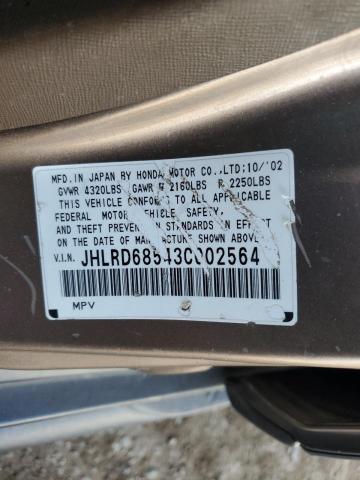 MFD. IN JAPAN BY HONDA MOTOR CO.,LTD;10/'02
GVWR 4320LBS GAWR F 2160LBS R 2250LBS
THIS VEHICLE CONFORMS TO ALL APPLICABLE
FEDERAL MOTOR VEHICLE SAFETY,
AND THEFT PREVENTION STANDARDS IN EFFECT
ON THE DATE OF MANUFACTURE SHOWN ABOVE.
V.I.N. JHLRD68543C002564
MPV